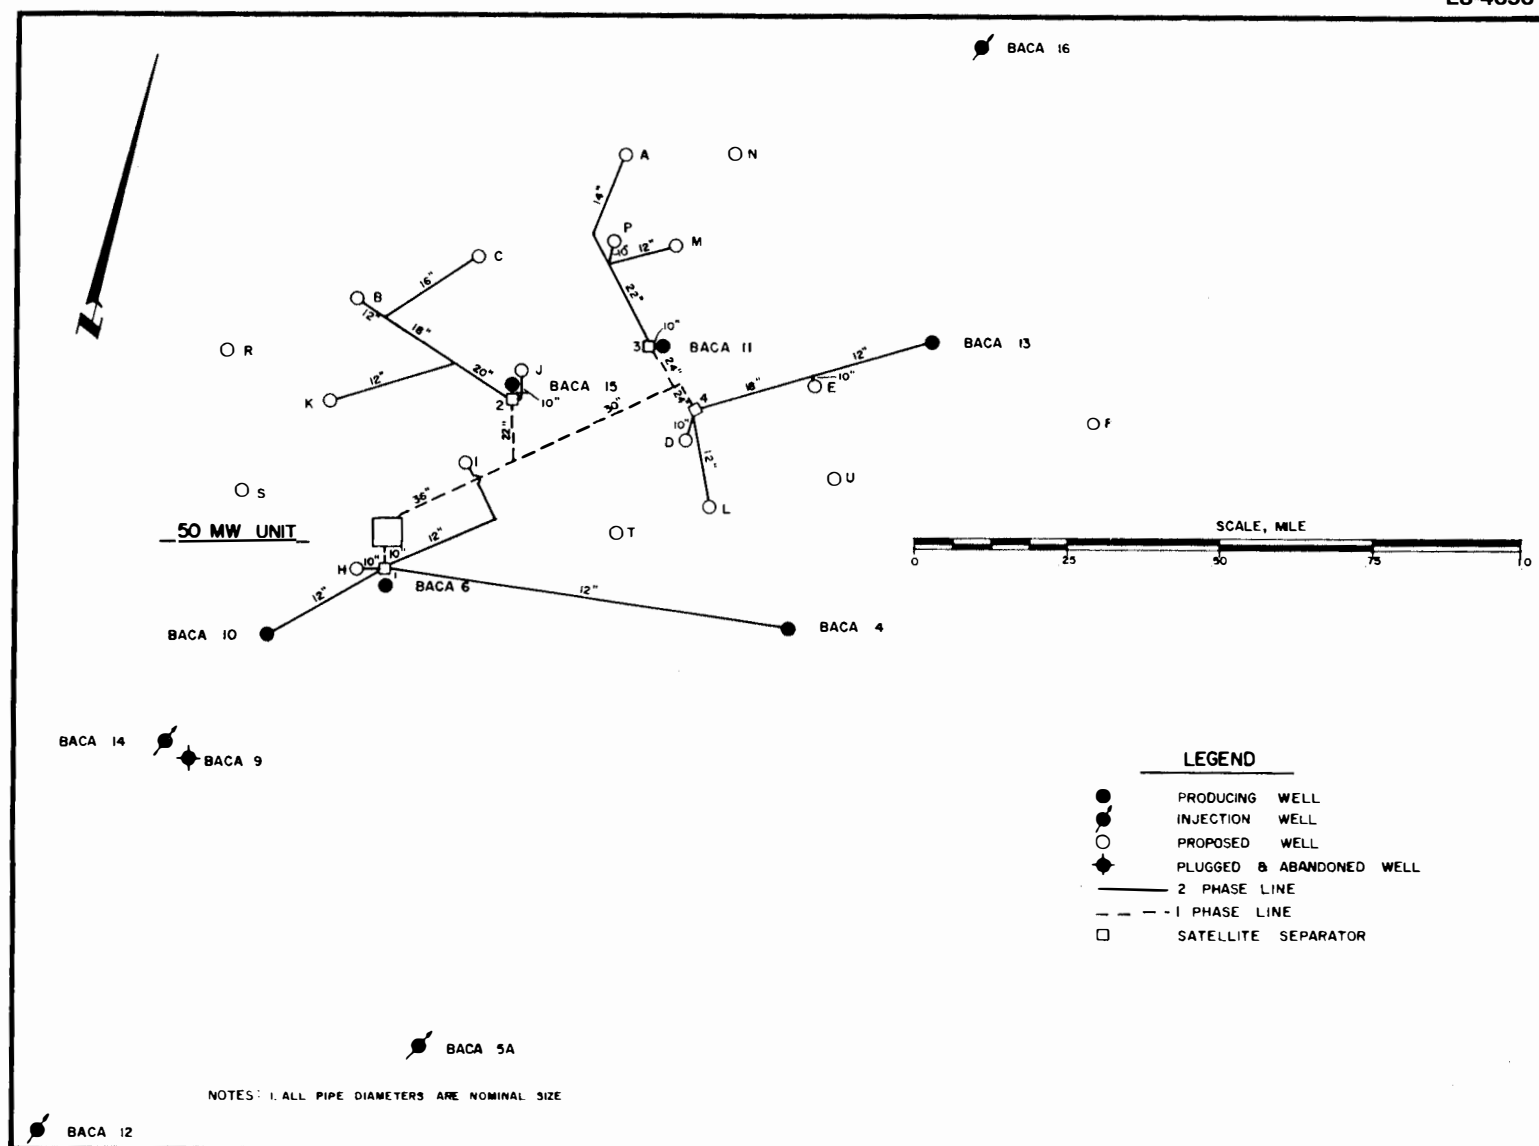 BACA 16
A
N
14"
P
10"
12"
M
C
16"
B
12"
18"
22"
R
10"
3
BACA 11
12"
BACA 13
24"
J
20"
12"
BACA 15
10"
2
30"
24"
4
18"
10"
E
K
22"
10"
D
F
12"
I
U
S
36"
L
50 MW UNIT
12"
T
SCALE, MILE
0
.25
.50
.75
1.0
H
10"
10"
1
BACA 6
12"
12"
BACA 10
BACA 4
BACA 14
BACA 9
LEGEND
PRODUCING WELL
INJECTION WELL
PROPOSED WELL
PLUGGED & ABANDONED WELL
2 PHASE LINE
1 PHASE LINE
SATELLITE SEPARATOR
BACA 5A
NOTES: 1. ALL PIPE DIAMETERS ARE NOMINAL SIZE
BACA 12
Z